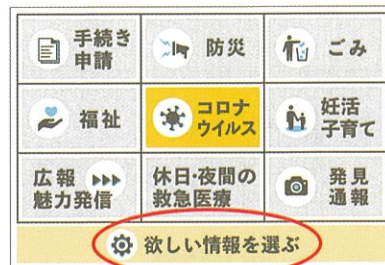 手続き
申請
防災
ごみ
福祉
コロナ
ウイルス
妊活
子育て
広報
魅力発信
休日・夜間の
救急医療
発見
通報
欲しい情報を選ぶ